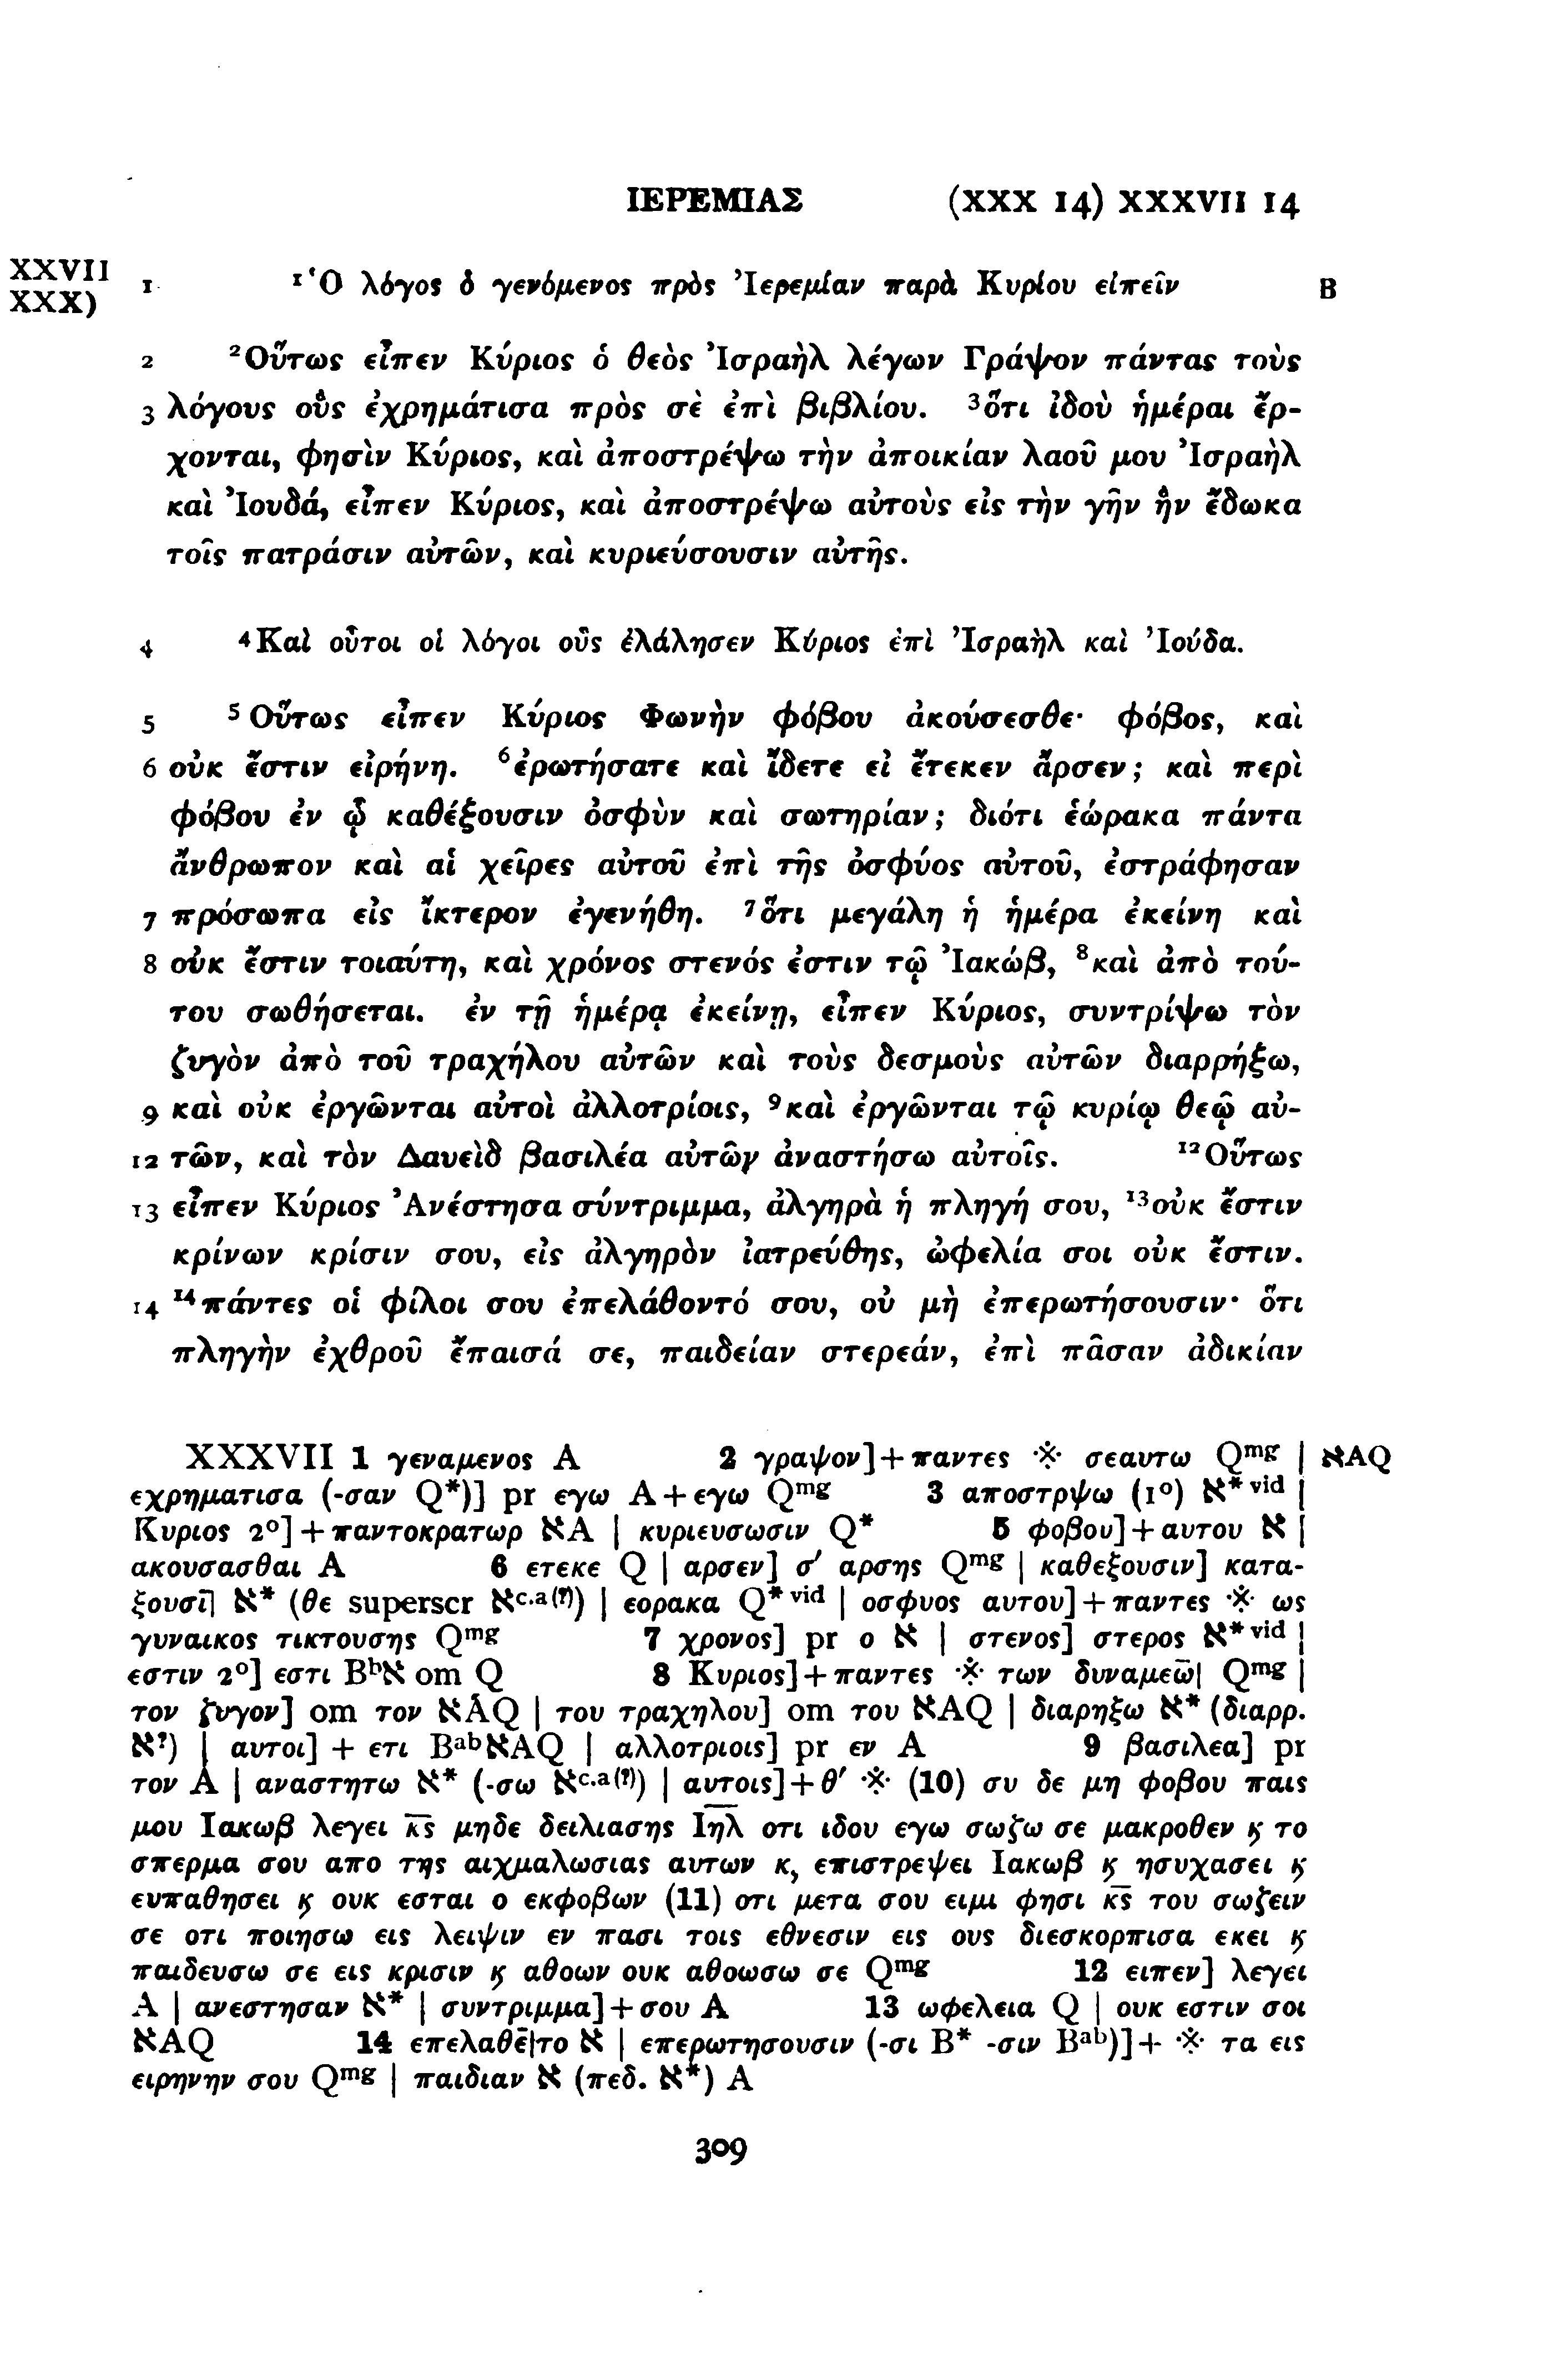 ΙΕΡΕΜΙΑΣ (XXX 14) XXXVII 14
XXVII 1 ¹Ὁ λόγος ὁ γενόμενος πρὸς Ἰερεμίαν παρὰ Κυρίου εἰπεῖν B
XXX)
2 ²Οὕτως εἶπεν Κύριος ὁ θεὸς Ἰσραὴλ λέγων Γράψον πάντας τοὺς
3 λόγους οὓς ἐχρημάτισα πρὸς σὲ ἐπὶ βιβλίου. ³ὅτι ἰδοὺ ἡμέραι ἔρ-
χονται, φησὶν Κύριος, καὶ ἀποστρέψω τὴν ἀποικίαν λαοῦ μου Ἰσραὴλ
καὶ Ἰουδά, εἶπεν Κύριος, καὶ ἀποστρέψω αὐτοὺς εἰς τὴν γῆν ἣν ἔδωκα
τοῖς πατράσιν αὐτῶν, καὶ κυριεύσουσιν αὐτῆς.
4 ⁴Καὶ οὗτοι οἱ λόγοι οὓς ἐλάλησεν Κύριος ἐπὶ Ἰσραὴλ καὶ Ἰούδα.
5 ⁵Οὕτως εἶπεν Κύριος Φωνὴν φόβου ἀκούσεσθε· φόβος, καὶ
6 οὐκ ἔστιν εἰρήνη. ⁶ἐρωτήσατε καὶ ἴδετε εἰ ἔτεκεν ἄρσεν; καὶ περὶ
φόβου ἐν ᾧ καθέξουσιν ὀσφὺν καὶ σωτηρίαν; διότι ἑώρακα πάντα
ἄνθρωπον καὶ αἱ χεῖρες αὐτοῦ ἐπὶ τῆς ὀσφύος αὐτοῦ, ἐστράφησαν
7 πρόσωπα εἰς ἴκτερον ἐγενήθη. ⁷ὅτι μεγάλη ἡ ἡμέρα ἐκείνη καὶ
8 οὐκ ἔστιν τοιαύτη, καὶ χρόνος στενός ἐστιν τῷ Ἰακώβ, ⁸καὶ ἀπὸ τού-
του σωθήσεται. ἐν τῇ ἡμέρᾳ ἐκείνῃ, εἶπεν Κύριος, συντρίψω τὸν
ζυγὸν ἀπὸ τοῦ τραχήλου αὐτῶν καὶ τοὺς δεσμοὺς αὐτῶν διαρρήξω,
9 καὶ οὐκ ἐργῶνται αὐτοὶ ἀλλοτρίοις, ⁹καὶ ἐργῶνται τῷ κυρίῳ θεῷ αὐ-
12 τῶν, καὶ τὸν Δαυεὶδ βασιλέα αὐτῶν ἀναστήσω αὐτοῖς. ¹²Οὕτως
13 εἶπεν Κύριος Ἀνέστησα σύντριμμα, ἀλγηρὰ ἡ πληγή σου, ¹³οὐκ ἔστιν
κρίνων κρίσιν σου, εἰς ἀλγηρὸν ἰατρεύθης, ὠφελία σοι οὐκ ἔστιν.
14 ¹⁴πάντες οἱ φίλοι σου ἐπελάθοντό σου, οὐ μὴ ἐπερωτήσουσιν· ὅτι
πληγὴν ἐχθροῦ ἔπαισά σε, παιδείαν στερεάν, ἐπὶ πᾶσαν ἀδικίαν
XXXVII 1 γεναμενος A 2 γραψον]+παντες ※ σεαυτω Qᵐᵍ | ℵAQ
εχρηματισα (-σαν Q*)] pr εγω A+εγω Qᵐᵍ 3 αποστρψω (1°) ℵ* ᵛⁱᵈ |
Κυριος 2°]+παντοκρατωρ ℵA | κυριευσωσιν Q* 5 φοβου]+αυτου ℵ |
ακουσασθαι A 6 ετεκε Q | αρσεν] σ′ αρσης Qᵐᵍ | καθεξουσιν] κατα-
ξουσῑ| ℵ* (θε superscr ℵᶜ·ᵃ⁽?⁾) | εορακα Q* ᵛⁱᵈ | οσφυος αυτου]+παντες ※ ως
γυναικος τικτουσης Qᵐᵍ 7 χρονος] pr ο ℵ | στενος] στερος ℵ* ᵛⁱᵈ |
εστιν 2°] εστι Bᵇℵ om Q 8 Κυριος]+παντες ※ των δυναμεω̄| Qᵐᵍ |
τον ζυγον] om τον ℵAQ | του τραχηλου] om του ℵAQ | διαρηξω ℵ* (διαρρ.
ℵ?) | αυτοι] + ετι BᵃᵇℵAQ | αλλοτριοις] pr εν A 9 βασιλεα] pr
τον A | αναστητω ℵ* (-σω ℵᶜ·ᵃ⁽?⁾) | αυτοις]+θ′ ※ (10) συ δε μη φοβου παις
μου Ιακωβ λεγει κ̅ς̅ μηδε δειλιασης Ι̅η̅λ̅ οτι ιδου εγω σωζω σε μακροθεν ϗ το
σπερμα σου απο της αιχμαλωσιας αυτων κ, επιστρεψει Ιακωβ ϗ ησυχασει ϗ
ευπαθησει ϗ ουκ εσται ο εκφοβων (11) οτι μετα σου ειμι φησι κ̅ς̅ του σωζειν
σε οτι ποιησω εις λειψιν εν πασι τοις εθνεσιν εις ους διεσκορπισα εκει ϗ
παιδευσω σε εις κρισιν ϗ αθοων ουκ αθοωσω σε Qᵐᵍ 12 ειπεν] λεγει
A | ανεστησαν ℵ* | συντριμμα]+σου A 13 ωφελεια Q | ουκ εστιν σοι
ℵAQ 14 επελαθε̄|το ℵ | επερωτησουσιν (-σι B* -σιν Bᵃᵇ)]+ ※ τα εις
ειρηνην σου Qᵐᵍ | παιδιαν ℵ (πεδ. ℵ*) A
309